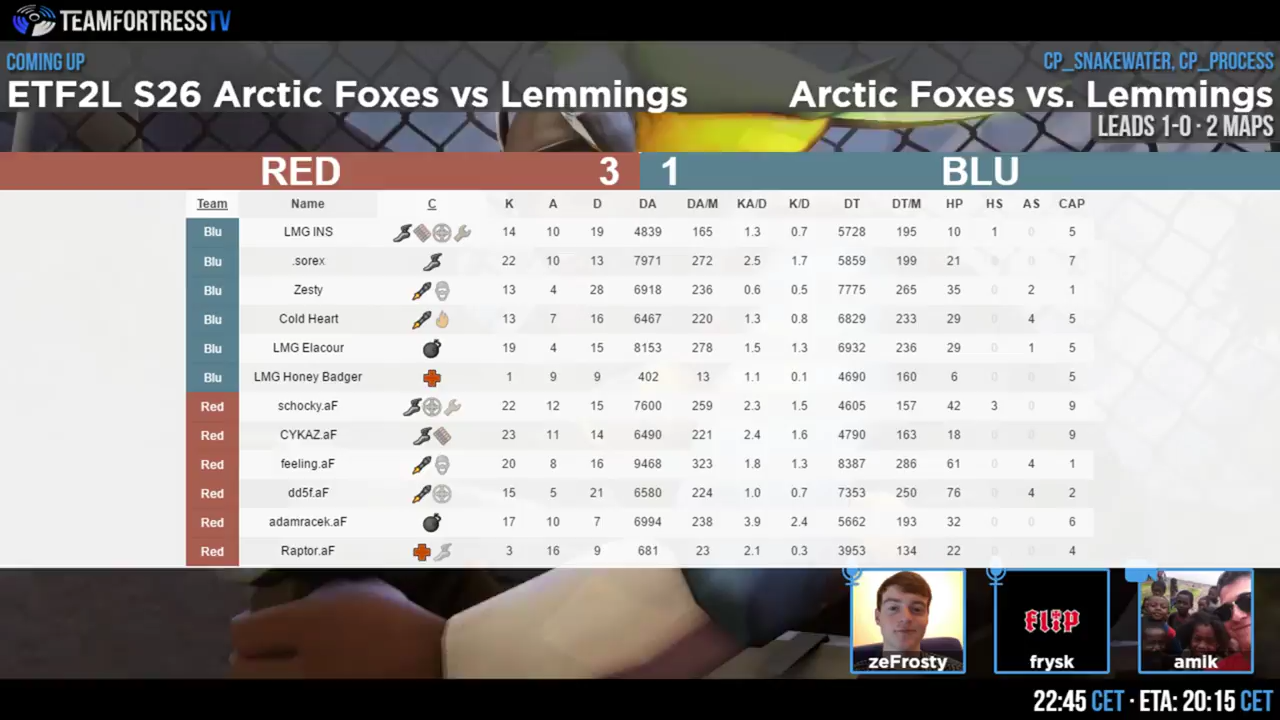 TEAMFORTRESSTV
COMING UP
ETF2L S26 Arctic Foxes vs Lemmings
CP_SNAKEWATER, CP_PROCESS
Arctic Foxes vs. Lemmings
LEADS 1-0 · 2 MAPS
RED 3 1 BLU
Team Name C K A D DA DA/M KA/D K/D DT DT/M HP HS AS CAP
Blu LMG INS 14 10 19 4839 165 1.3 0.7 5728 195 10 1 0 5
Blu .sorex 22 10 13 7971 272 2.5 1.7 5859 199 21 0 0 7
Blu Zesty 13 4 28 6918 236 0.6 0.5 7775 265 35 0 2 1
Blu Cold Heart 13 7 16 6467 220 1.3 0.8 6829 233 29 0 4 5
Blu LMG Elacour 19 4 15 8153 278 1.5 1.3 6932 236 29 0 1 5
Blu LMG Honey Badger 1 9 9 402 13 1.1 0.1 4690 160 6 0 0 5
Red schocky.aF 22 12 15 7600 259 2.3 1.5 4605 157 42 3 0 9
Red CYKAZ.aF 23 11 14 6490 221 2.4 1.6 4790 163 18 0 0 9
Red feeling.aF 20 8 16 9468 323 1.8 1.3 8387 286 61 0 4 1
Red dd5f.aF 15 5 21 6580 224 1.0 0.7 7353 250 76 0 4 2
Red adamracek.aF 17 10 7 6994 238 3.9 2.4 5662 193 32 0 0 6
Red Raptor.aF 3 16 9 681 23 2.1 0.3 3953 134 22 0 0 4
FLIP
zeFrosty
frysk
amik
22:45 CET · ETA: 20:15 CET